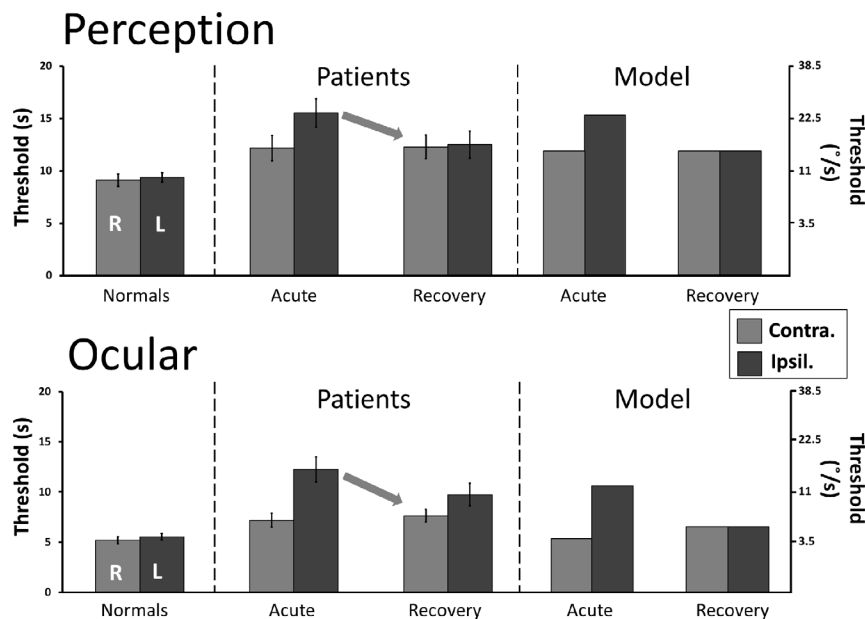 Perception
Patients
Model
Threshold (s)
20
15
10
5
0
R
L
38.5
22.5
11
3.5
Threshold
(°/s)
Normals
Acute
Recovery
Acute
Recovery
Contra.
Ipsil.
Ocular
Patients
Model
Threshold (s)
20
15
10
5
0
R
L
38.5
22.5
11
3.5
Threshold
(°/s)
Normals
Acute
Recovery
Acute
Recovery